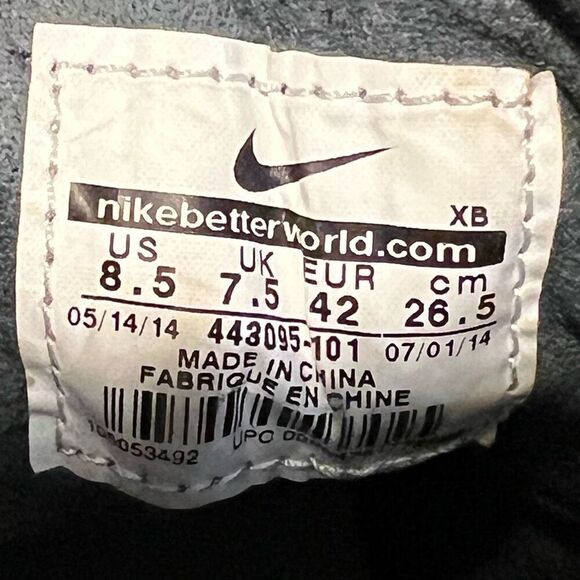 XB
nikebetterworld.com
US UK EUR cm
8.5 7.5 42 26.5
05/14/14 443095-101 07/01/14
MADE IN CHINA
FABRIQUE EN CHINE
UPC